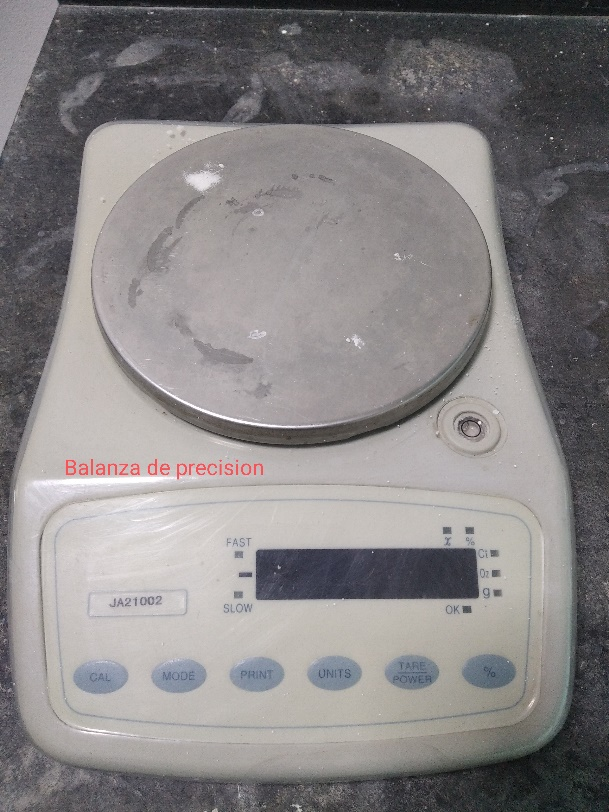 Balanza de precision
FAST
% %
Ct
Oz
g
SLOW
OK
JA21002
CAL
MODE
PRINT
UNITS
TARE
POWER
%